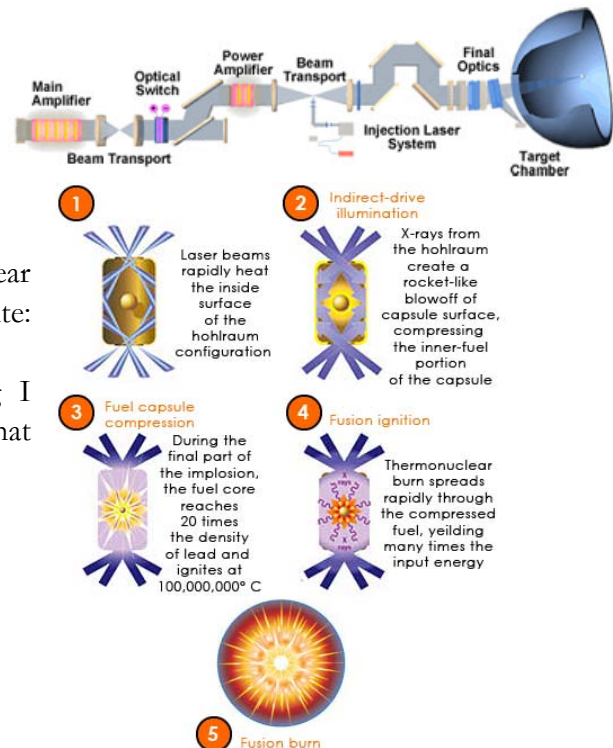 Main
Amplifier
Optical
Switch
Power
Amplifier
Beam
Transport
Final
Optics
Beam Transport
Injection Laser
System
Target
Chamber
1
Laser beams
rapidly heat
the inside
surface
of the
hohlraum
configuration
2
Indirect-drive
illumination
X-rays from
the hohlraum
create a
rocket-like
blowoff of
capsule surface,
compressing
the inner-fuel
portion
of the capsule
ear
te:
g I
hat
3
Fuel capsule
compression
During the
final part of
the implosion,
the fuel core
reaches
20 times
the density
of lead and
ignites at
100,000,000° C
4
Fusion ignition
X
rays
X
rays
Thermonuclear
burn spreads
rapidly through
the compressed
fuel, yeilding
many times the
input energy
5
Fusion burn